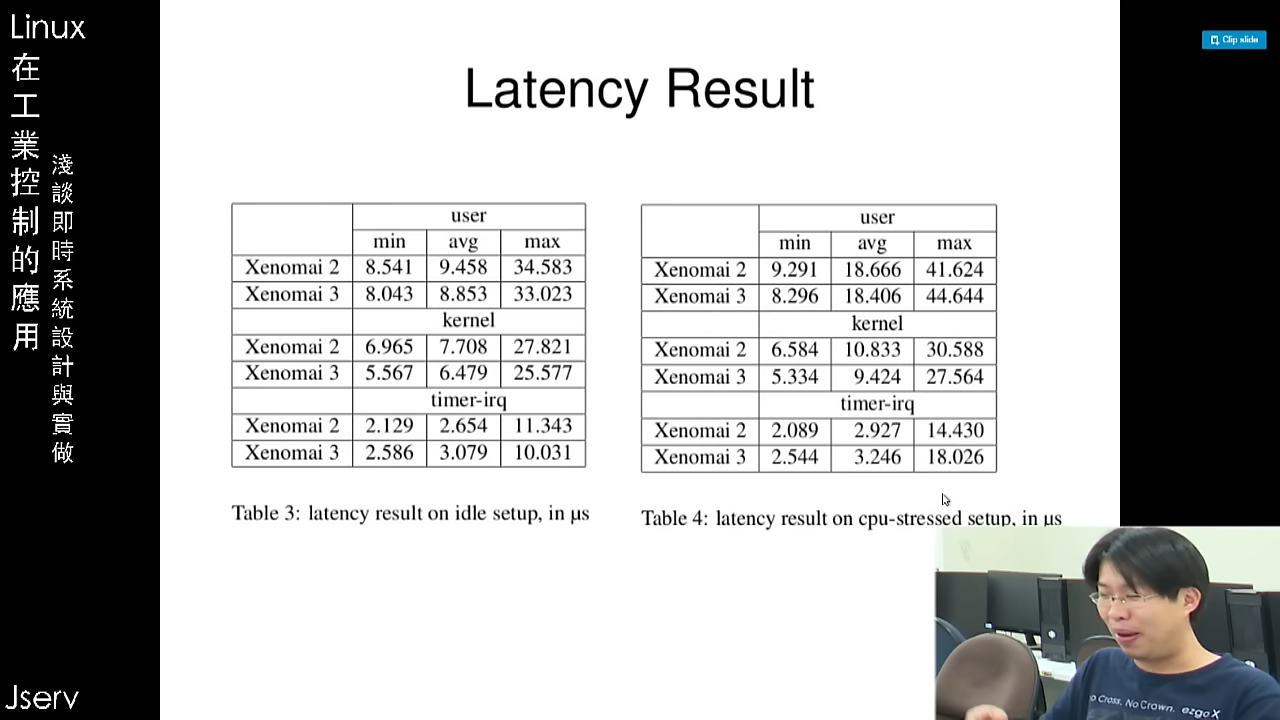 Linux
在工業控制的應用
淺談即時系統設計與實做
Jserv
Clip slide
Latency Result
user
min avg max
Xenomai 2 8.541 9.458 34.583
Xenomai 3 8.043 8.853 33.023
kernel
Xenomai 2 6.965 7.708 27.821
Xenomai 3 5.567 6.479 25.577
timer-irq
Xenomai 2 2.129 2.654 11.343
Xenomai 3 2.586 3.079 10.031
Table 3: latency result on idle setup, in µs
user
min avg max
Xenomai 2 9.291 18.666 41.624
Xenomai 3 8.296 18.406 44.644
kernel
Xenomai 2 6.584 10.833 30.588
Xenomai 3 5.334 9.424 27.564
timer-irq
Xenomai 2 2.089 2.927 14.430
Xenomai 3 2.544 3.246 18.026
Table 4: latency result on cpu-stressed setup, in µs
o Cross, No Crown. ezgo X